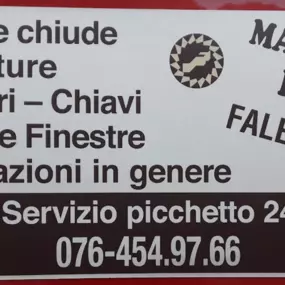 e chiude
ture
ri – Chiavi
e Finestre
azioni in genere
MA
FALE
Servizio picchetto 24
076-454.97.66